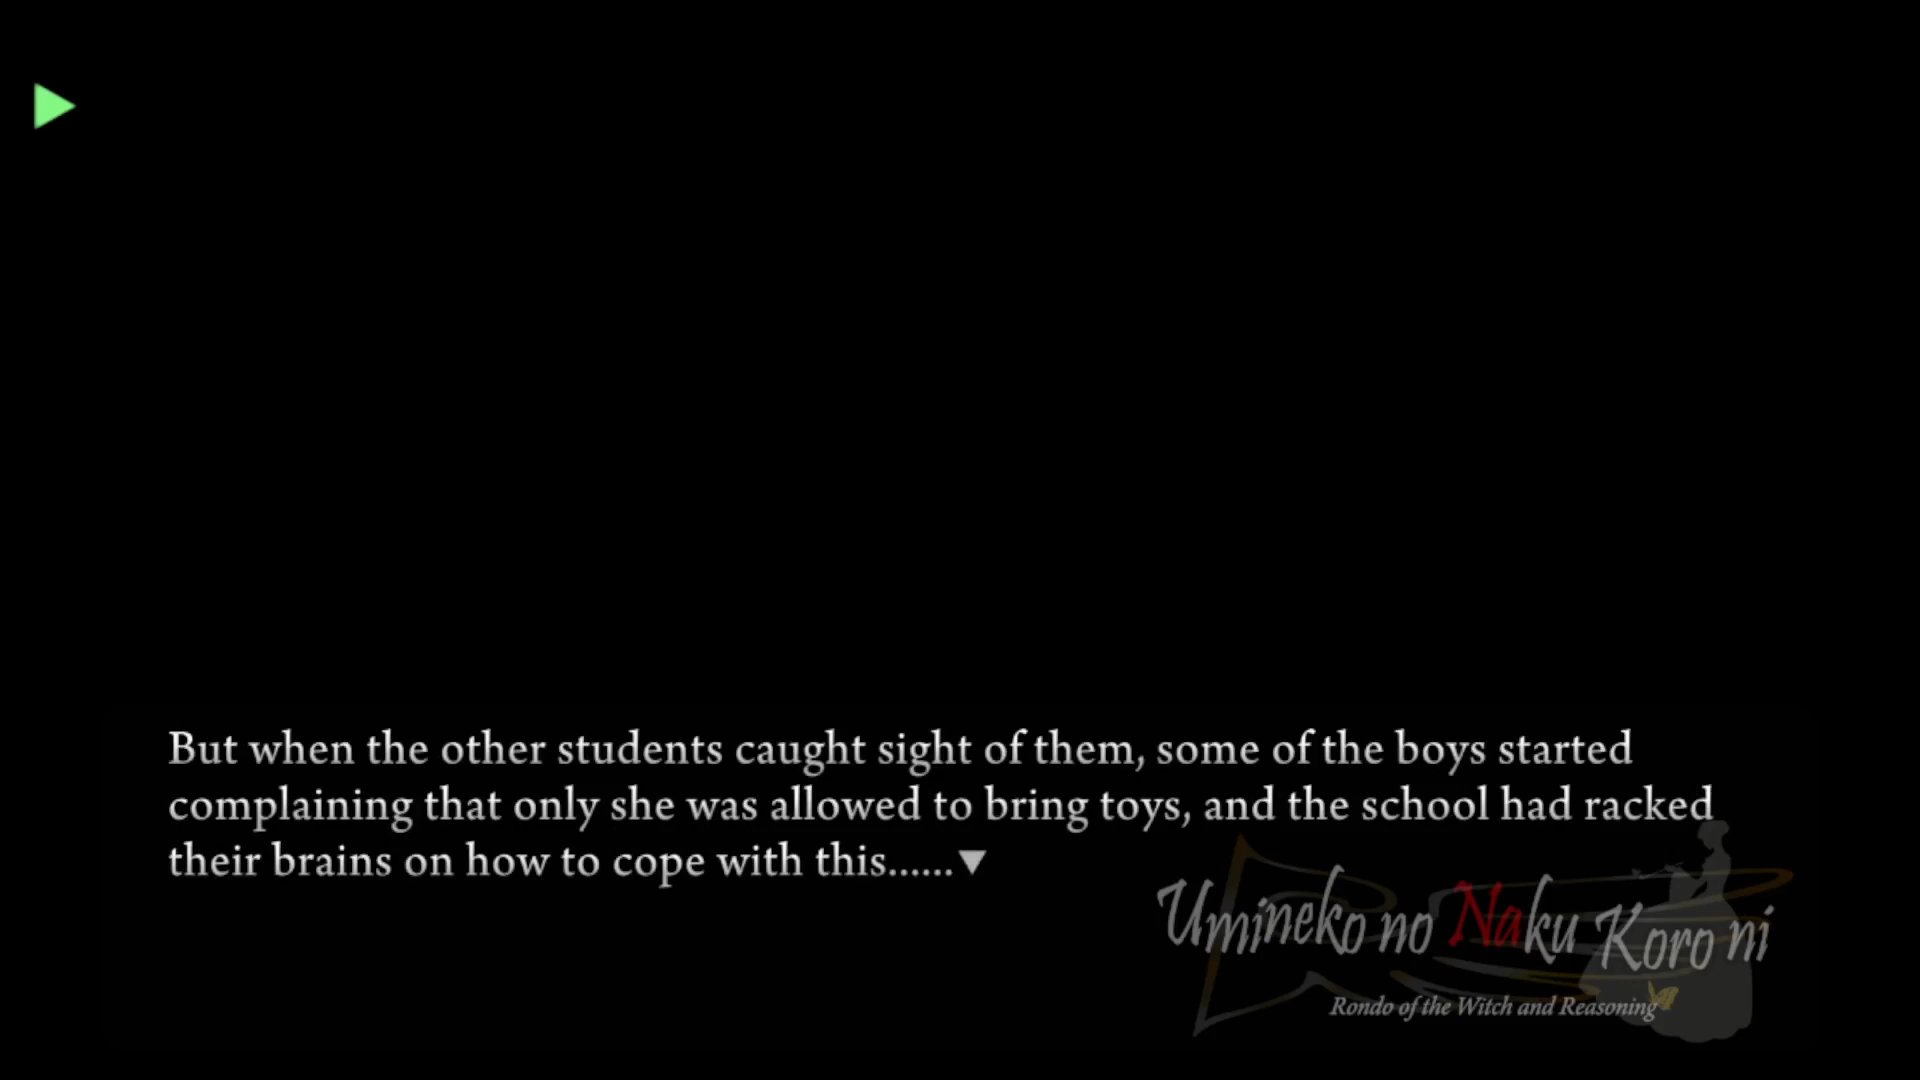 But when the other students caught sight of them, some of the boys started
complaining that only she was allowed to bring toys, and the school had racked
their brains on how to cope with this......
Umineko no Naku Koro ni
Rondo of the Witch and Reasoning